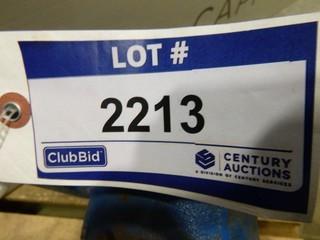 LOT #
2213
ClubBid
CENTURY
AUCTIONS
A DIVISION OF CENTURY SERVICES